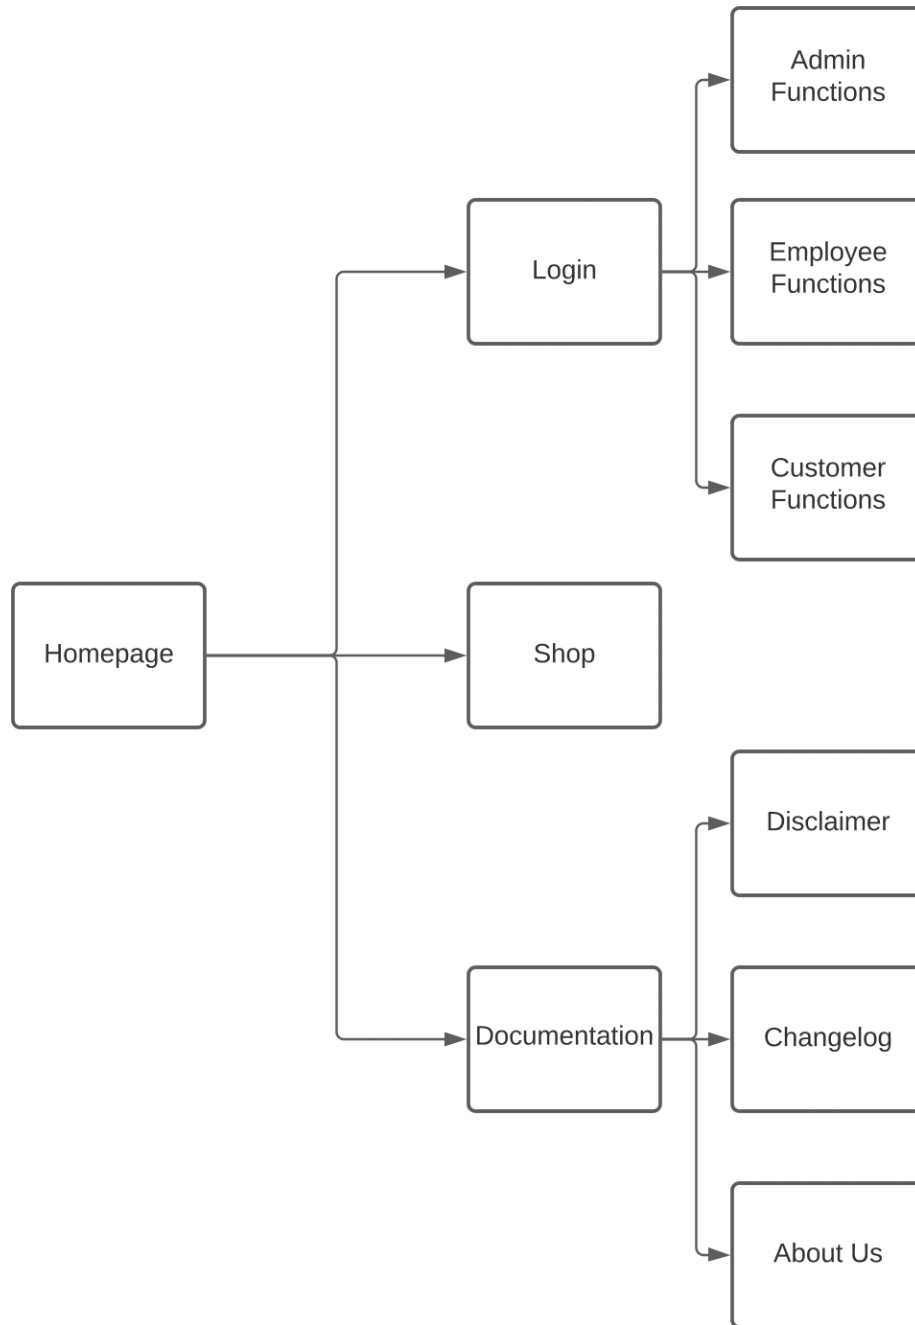 Admin
Functions
Login
Employee
Functions
Customer
Functions
Homepage
Shop
Disclaimer
Documentation
Changelog
About Us